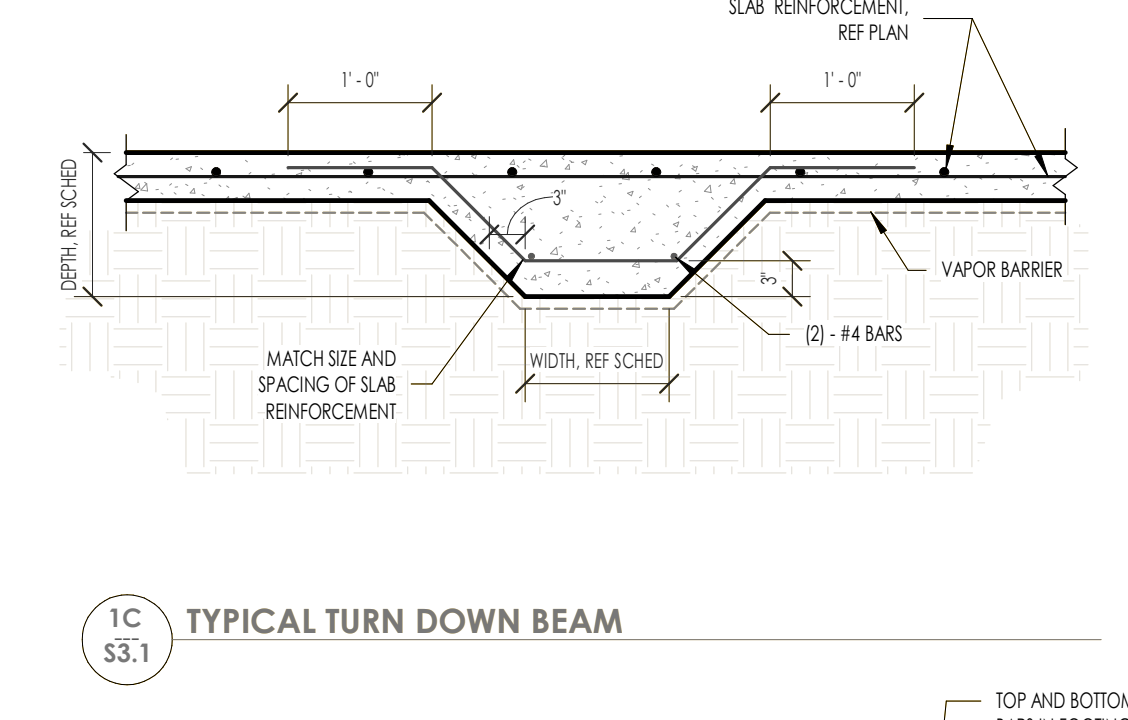 SLAB REINFORCEMENT,
REF PLAN
1' - 0"
1' - 0"
DEPTH, REF SCHED
3"
VAPOR BARRIER
3"
(2) - #4 BARS
MATCH SIZE AND
SPACING OF SLAB
REINFORCEMENT
WIDTH, REF SCHED
1C
---
S3.1
TYPICAL TURN DOWN BEAM
TOP AND BOTTOM